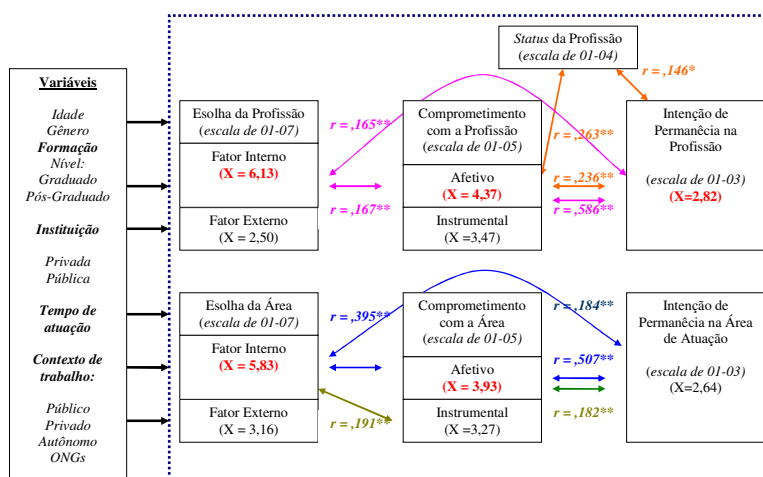 Status da Profissão
(escala de 01-04)
r = ,146*
Variáveis
Idade
Gênero
Formação
Nível:
Graduado
Pós-Graduado
Instituição
Privada
Pública
Tempo de
atuação
Contexto de
trabalho:
Público
Privado
Autônomo
ONGs
Esolha da Profissão
(escala de 01-07)
Fator Interno
(X = 6,13)
Fator Externo
(X = 2,50)
r = ,165**
r = ,167**
Comprometimento
com a Profissão
(escala de 01-05)
Afetivo
(X = 4,37)
Instrumental
(X =3,47)
r = ,263**
r = ,236**
r = ,586**
Intenção de
Permanêcia na
Profissão
(escala de 01-03)
(X=2,82)
Esolha da Área
(escala de 01-07)
Fator Interno
(X = 5,83)
Fator Externo
(X = 3,16)
r = ,395**
r = ,191**
Comprometimento
com a Área
(escala de 01-05)
Afetivo
(X = 3,93)
Instrumental
(X =3,27)
r = ,184**
r = ,507**
r = ,182**
Intenção de
Permanêcia na Área
de Atuação
(escala de 01-03)
(X=2,64)